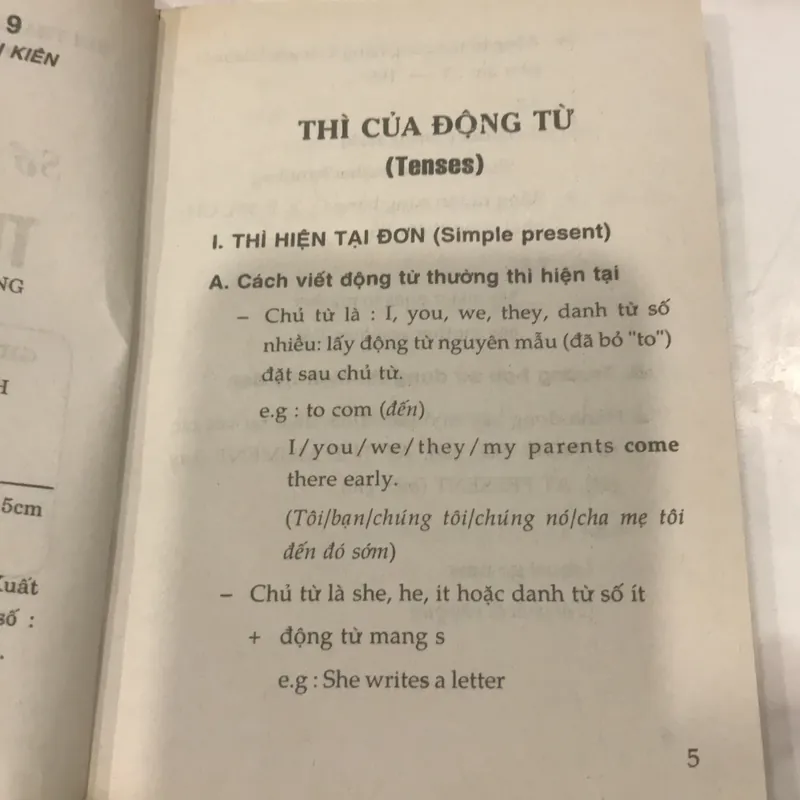 9
KIÊN
NG
H
5cm
Xuất
số :
THÌ CỦA ĐỘNG TỪ
(Tenses)
I. THÌ HIỆN TẠI ĐƠN (Simple present)
A. Cách viết động từ thường thì hiện tại
– Chủ từ là : I, you, we, they, danh từ số
nhiều: lấy động từ nguyên mẫu (đã bỏ "to")
đặt sau chủ từ.
e.g : to com (đến)
I/you/we/they/my parents come
there early.
(Tôi/bạn/chúng tôi/chúng nó/cha mẹ tôi
đến đó sớm)
– Chủ từ là she, he, it hoặc danh từ số ít
+ động từ mang s
e.g : She writes a letter
5